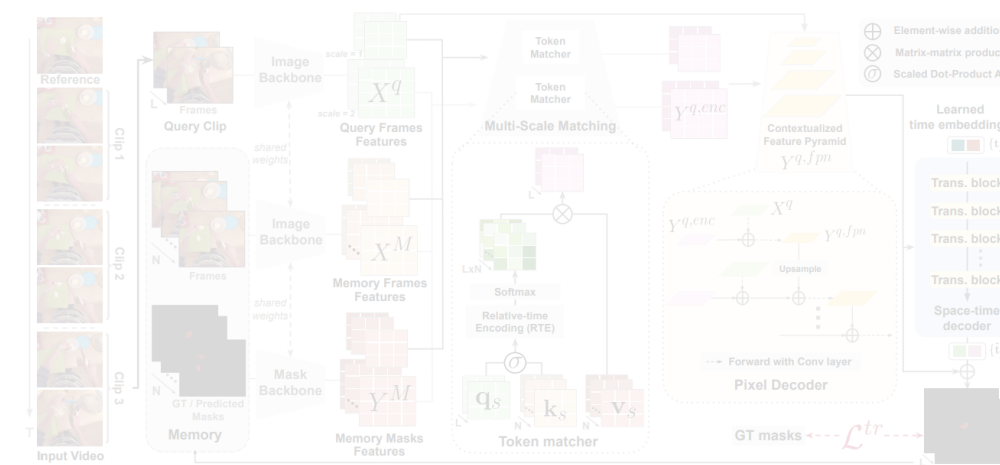 Reference
Clip 1
Clip 2
Clip 3
T
Input Video
L
Frames
Query Clip
N
Frames
N
GT / Predicted
Masks
Memory
Image
Backbone
shared
weights
Image
Backbone
shared
weights
Mask
Backbone
scale = 1
X^q
scale = 2
Query Frames
Features
X^M
Memory Frames
Features
Y^M
Memory Masks
Features
Token
Matcher
Token
Matcher
Multi-Scale Matching
L
LxN
Softmax
Relative-time
Encoding (RTE)
σ
q_s
k_s
v_s
L
N
N
Token matcher
Y^{q,enc}
Contextualized
Feature Pyramid
Y^{q,fpn}
Y^{q,enc}
X^q
Y^{q,fpn}
Upsample
Forward with Conv layer
Pixel Decoder
Element-wise addition
Matrix-matrix produc
σ Scaled Dot-Product A
Learned
time embedding
Trans. block
Trans. block
Trans. block
Trans. block
Space-time
decoder
GT masks
L^{tr}
L